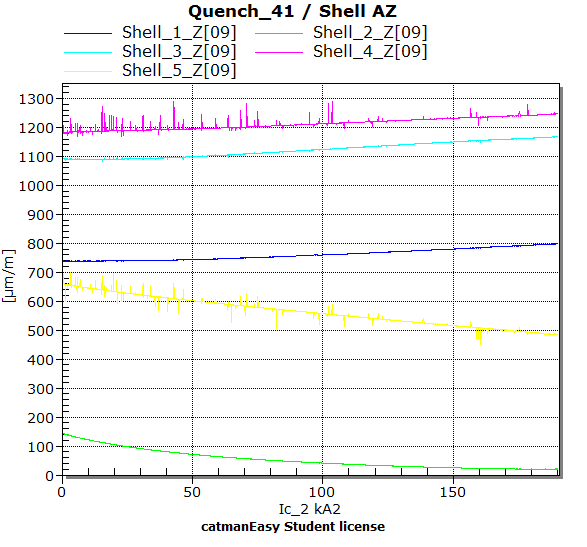 Quench_41 / Shell AZ
Shell_1_Z[09] Shell_2_Z[09]
Shell_3_Z[09] Shell_4_Z[09]
Shell_5_Z[09]
1300
1200
1100
1000
900
800
700
600
500
400
300
200
100
0
[µm/m]
0 50 100 150
Ic_2 kA2
catmanEasy Student license